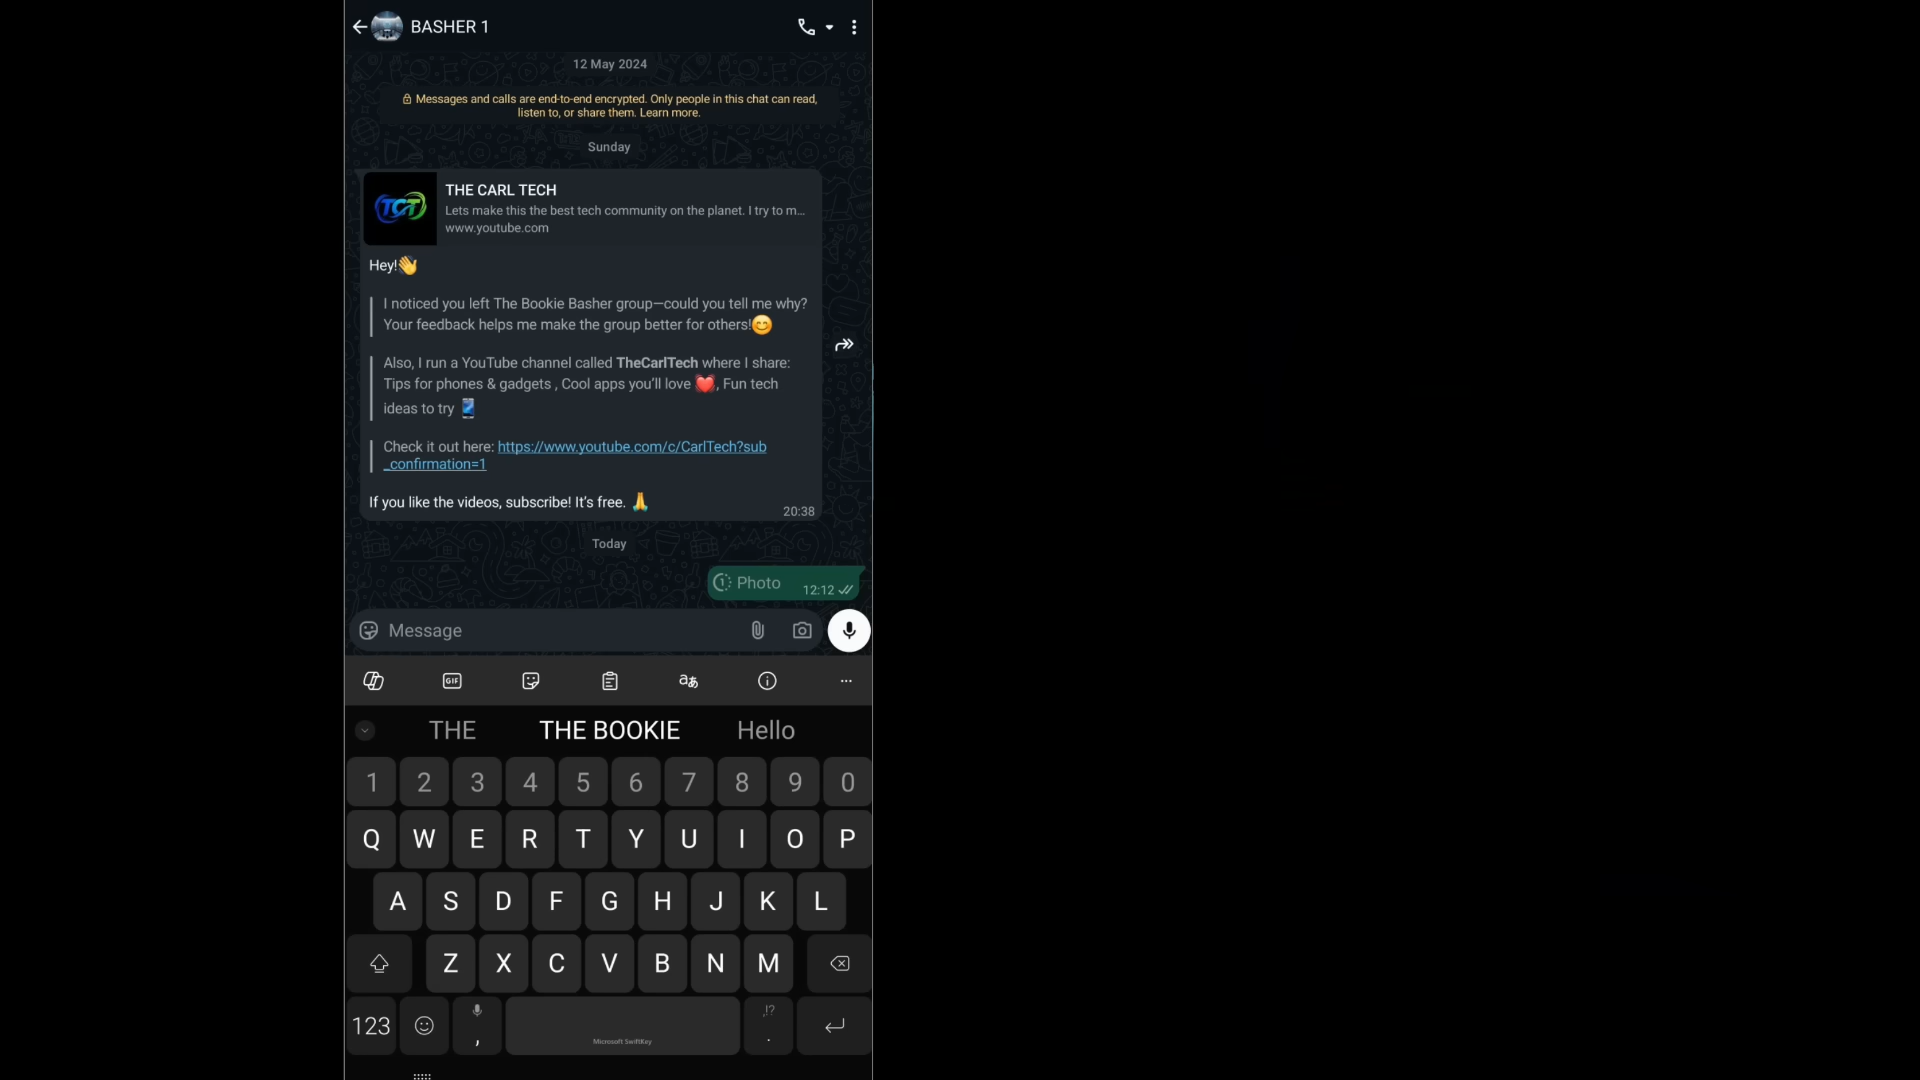 BASHER 1
12 May 2024
Messages and calls are end-to-end encrypted. Only people in this chat can read,
listen to, or share them. Learn more.
Sunday
TCT
THE CARL TECH
Lets make this the best tech community on the planet. I try to m...
www.youtube.com
Hey!👋
I noticed you left The Bookie Basher group—could you tell me why?
Your feedback helps me make the group better for others!😊
Also, I run a YouTube channel called TheCarlTech where I share:
Tips for phones & gadgets , Cool apps you'll love 💓, Fun tech
ideas to try 📱
Check it out here: https://www.youtube.com/c/CarlTech?sub
_confirmation=1
If you like the videos, subscribe! It's free. 🙏
20:38
Today
1 Photo 12:12
Message
GIF
THE THE BOOKIE Hello
1 2 3 4 5 6 7 8 9 0
Q W E R T Y U I O P
A S D F G H J K L
Z X C V B N M
123 , Microsoft SwiftKey ,!? .